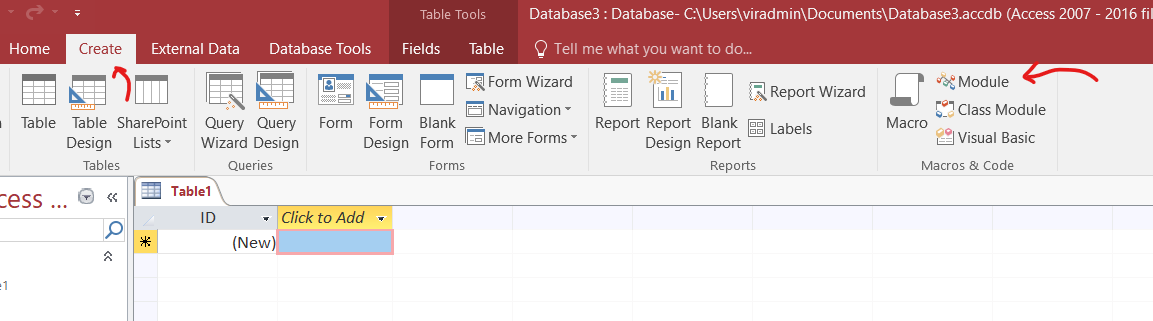 Table Tools
Database3 : Database- C:\Users\viradmin\Documents\Database3.accdb (Access 2007 - 2016 fil
Home Create External Data Database Tools Fields Table Tell me what you want to do...
Table
Table Design
SharePoint Lists
Tables
Query Wizard
Query Design
Queries
Form
Form Design
Blank Form
Form Wizard
Navigation
More Forms
Forms
Report
Report Design
Blank Report
Report Wizard
Labels
Reports
Macro
Module
Class Module
Visual Basic
Macros & Code
cess ...
Table1
ID Click to Add
(New)
e1